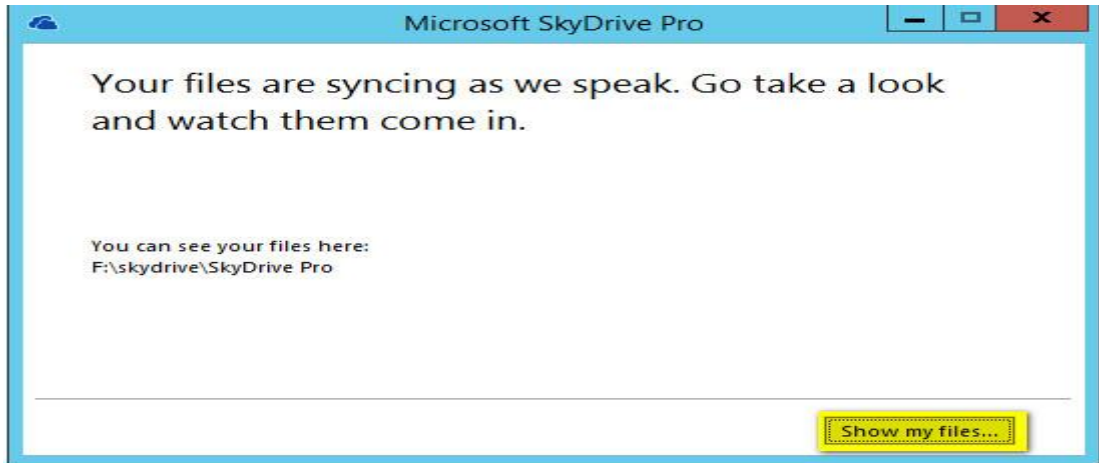 Microsoft SkyDrive Pro
Your files are syncing as we speak. Go take a look
and watch them come in.
You can see your files here:
F:\skydrive\SkyDrive Pro
Show my files...